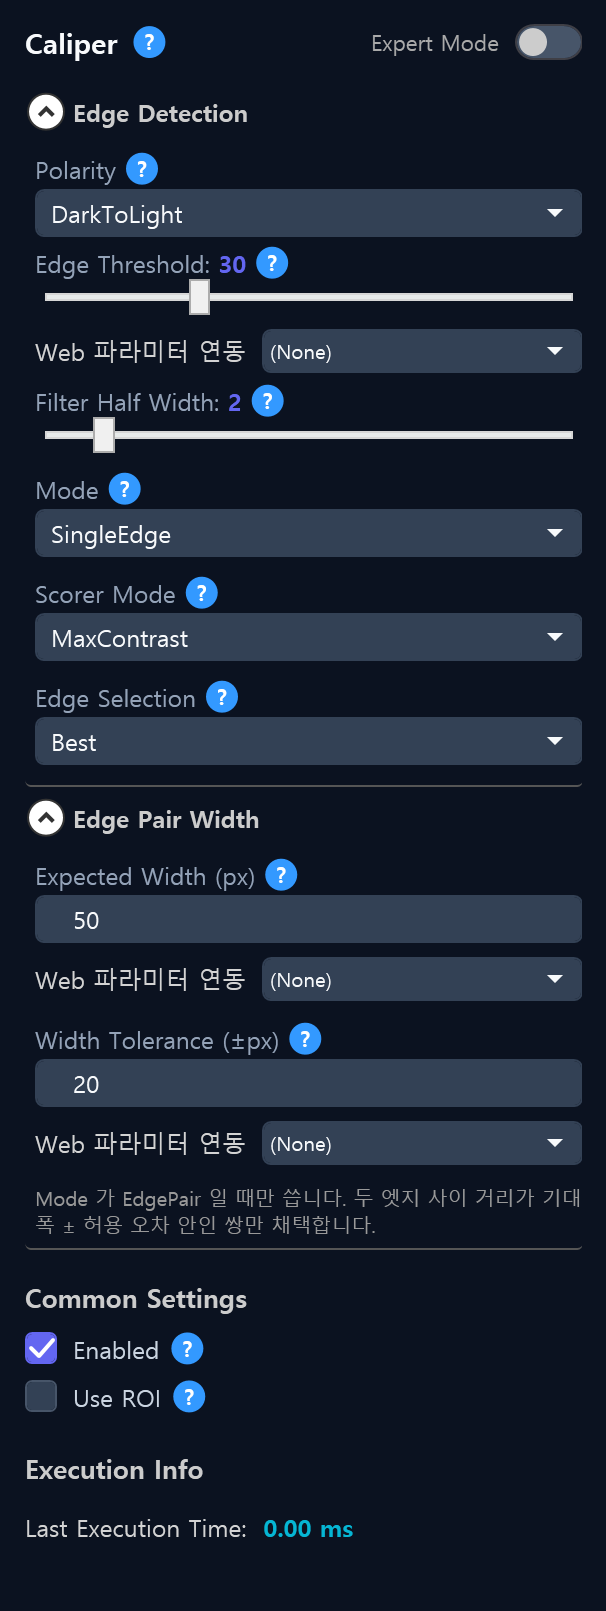 Caliper ? Expert Mode
Edge Detection
Polarity ?
DarkToLight
Edge Threshold: 30 ?
Web 파라미터 연동 (None)
Filter Half Width: 2 ?
Mode ?
SingleEdge
Scorer Mode ?
MaxContrast
Edge Selection ?
Best
Edge Pair Width
Expected Width (px) ?
50
Web 파라미터 연동 (None)
Width Tolerance (±px) ?
20
Web 파라미터 연동 (None)
Mode 가 EdgePair 일 때만 씁니다. 두 엣지 사이 거리가 기대
폭 ± 허용 오차 안인 쌍만 채택합니다.
Common Settings
Enabled ?
Use ROI ?
Execution Info
Last Execution Time: 0.00 ms